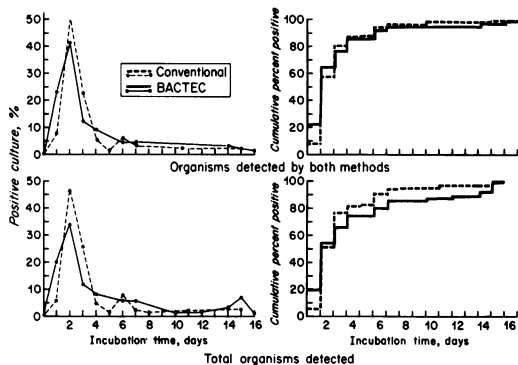 Positive culture, %
50
40
30
20
10
0
Conventional
BACTEC
Cumulative percent positive
100
80
60
40
20
Organisms detected by both methods
50
40
30
20
10
0
2 4 6 8 10 12 14 16
Incubation time, days
Cumulative percent positive
100
80
60
40
20
2 4 6 8 10 12 14 16
Incubation time, days
Total organisms detected